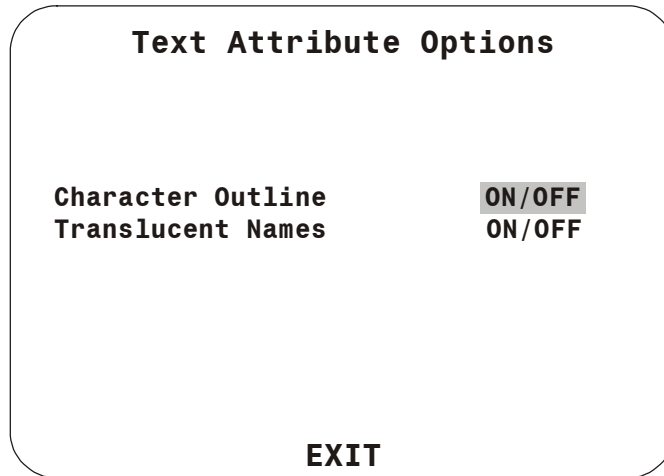 Text Attribute Options
Character Outline ON/OFF
Translucent Names ON/OFF
EXIT